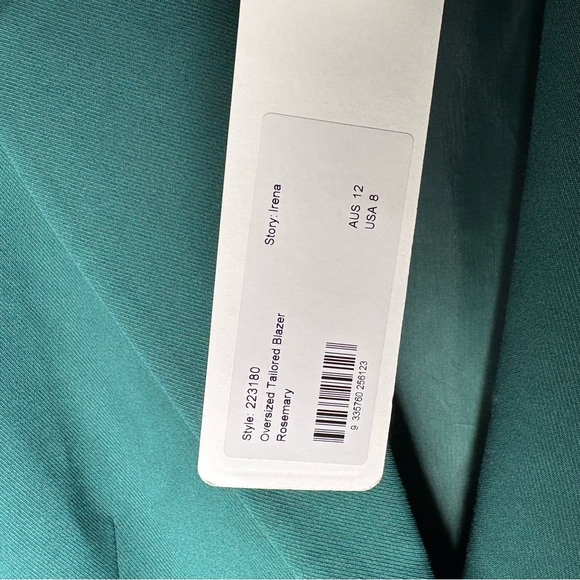 Style: 223180
Oversized Tailored Blazer
Rosemary
Story: Irena
AUS 12
USA 8
9 335760 256123